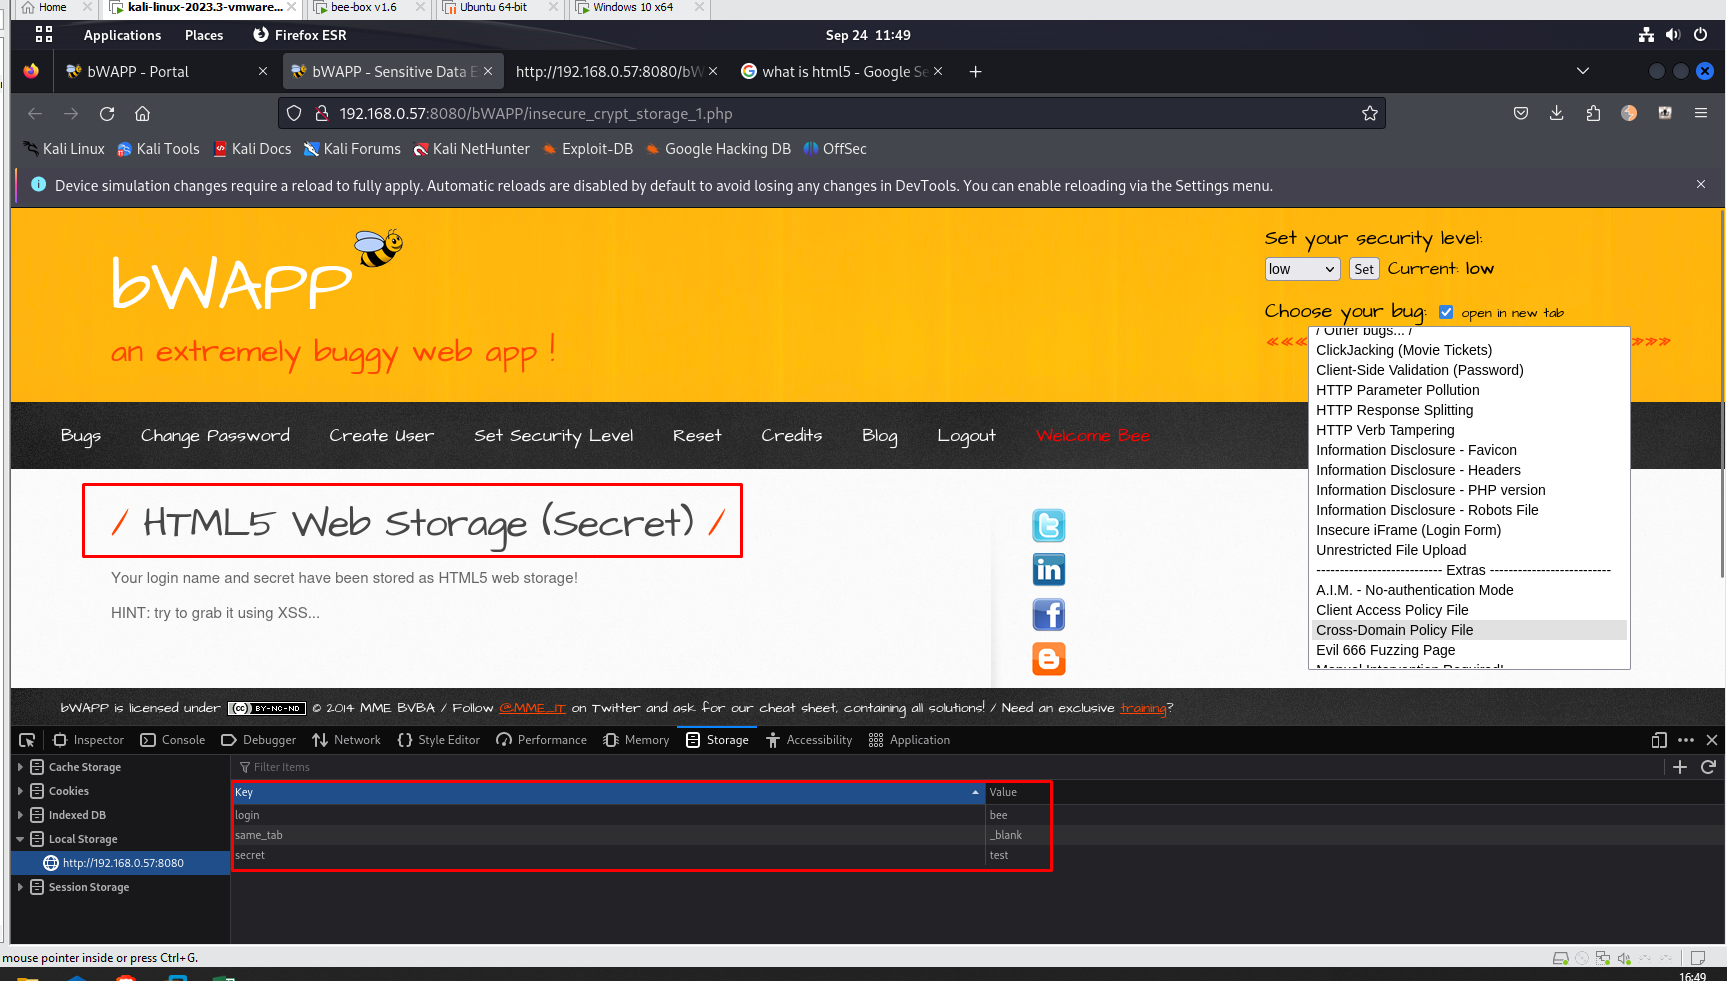 Home
kali-linux-2023.3-vmware...
bee-box v1.6
Ubuntu 64-bit
Windows 10 x64
Applications Places Firefox ESR
Sep 24 11:49
bWAPP - Portal
bWAPP - Sensitive Data E
http://192.168.0.57:8080/bW
what is html5 - Google Se
192.168.0.57:8080/bWAPP/insecure_crypt_storage_1.php
Kali Linux Kali Tools Kali Docs Kali Forums Kali NetHunter Exploit-DB Google Hacking DB OffSec
Device simulation changes require a reload to fully apply. Automatic reloads are disabled by default to avoid losing any changes in DevTools. You can enable reloading via the Settings menu.
bWAPP
an extremely buggy web app !
Set your security level:
low Set Current: low
Choose your bug: open in new tab
/ Other bugs... /
ClickJacking (Movie Tickets)
Client-Side Validation (Password)
HTTP Parameter Pollution
HTTP Response Splitting
HTTP Verb Tampering
Information Disclosure - Favicon
Information Disclosure - Headers
Information Disclosure - PHP version
Information Disclosure - Robots File
Insecure iFrame (Login Form)
Unrestricted File Upload
--------------------------- Extras --------------------------
A.I.M. - No-authentication Mode
Client Access Policy File
Cross-Domain Policy File
Evil 666 Fuzzing Page
Manual Intervention Required!
Bugs Change Password Create User Set Security Level Reset Credits Blog Logout Welcome Bee
/ HTML5 Web Storage (Secret) /
Your login name and secret have been stored as HTML5 web storage!
HINT: try to grab it using XSS...
bWAPP is licensed under (cc) BY-NC-ND © 2014 MME BVBA / Follow @MME_IT on Twitter and ask for our cheat sheet, containing all solutions! / Need an exclusive training?
Inspector Console Debugger Network Style Editor Performance Memory Storage Accessibility Application
Cache Storage
Cookies
Indexed DB
Local Storage
http://192.168.0.57:8080
Session Storage
Filter Items
Key Value
login bee
same_tab _blank
secret test
mouse pointer inside or press Ctrl+G.
16:49